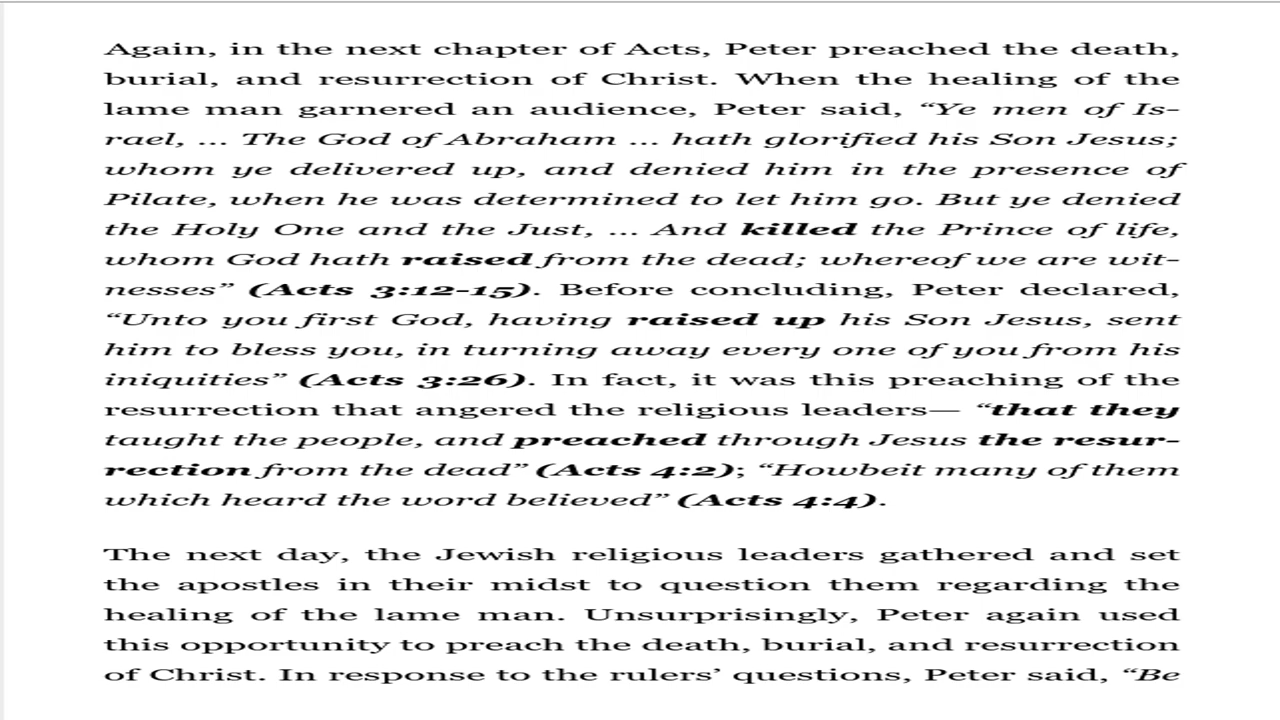 Again, in the next chapter of Acts, Peter preached the death,
burial, and resurrection of Christ. When the healing of the
lame man garnered an audience, Peter said, “Ye men of Is-
rael, ... The God of Abraham ... hath glorified his Son Jesus;
whom ye delivered up, and denied him in the presence of
Pilate, when he was determined to let him go. But ye denied
the Holy One and the Just, ... And killed the Prince of life,
whom God hath raised from the dead; whereof we are wit-
nesses” (Acts 3:12-15). Before concluding, Peter declared,
“Unto you first God, having raised up his Son Jesus, sent
him to bless you, in turning away every one of you from his
iniquities” (Acts 3:26). In fact, it was this preaching of the
resurrection that angered the religious leaders— “that they
taught the people, and preached through Jesus the resur-
rection from the dead” (Acts 4:2); “Howbeit many of them
which heard the word believed” (Acts 4:4).
The next day, the Jewish religious leaders gathered and set
the apostles in their midst to question them regarding the
healing of the lame man. Unsurprisingly, Peter again used
this opportunity to preach the death, burial, and resurrection
of Christ. In response to the rulers’ questions, Peter said, “Be